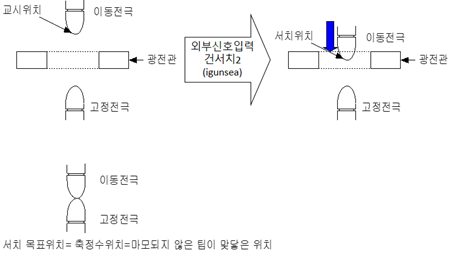 교시위치
이동전극
광전관
고정전극
외부신호입력
건서치2
(igunsea)
서치위치
이동전극
광전관
고정전극
이동전극
고정전극
서치 목표위치= 축정수위치=마모되지 않은 팁이 맞닿은 위치